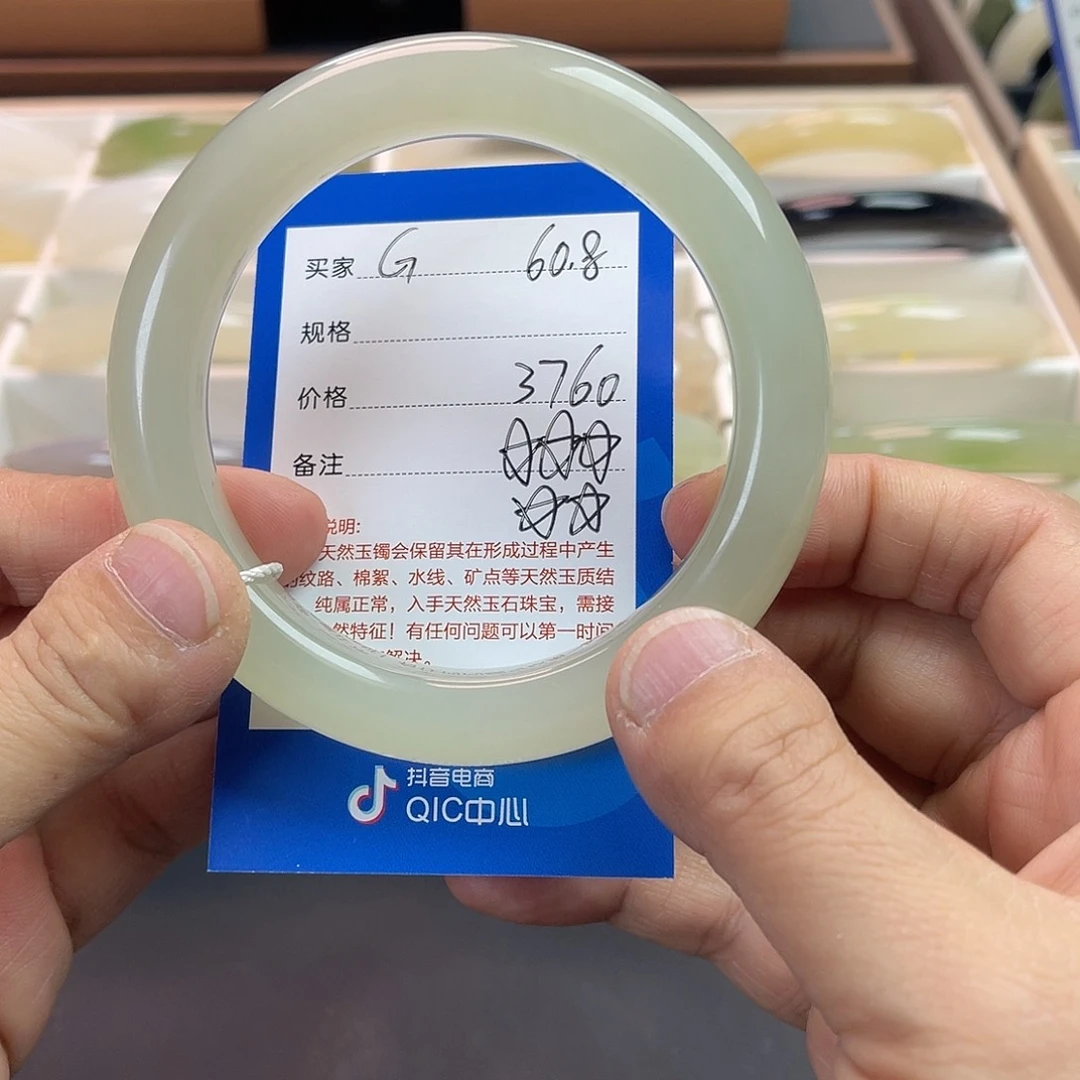 买家 G 60.8
规格
价格 3760
备注
说明:
天然玉镯会保留其在形成过程中产生
的纹路、棉絮、水线、矿点等天然玉质结
纯属正常，入手天然玉石珠宝，需接
然特征！有任何问题可以第一时间
解决。
抖音电商
QIC中心